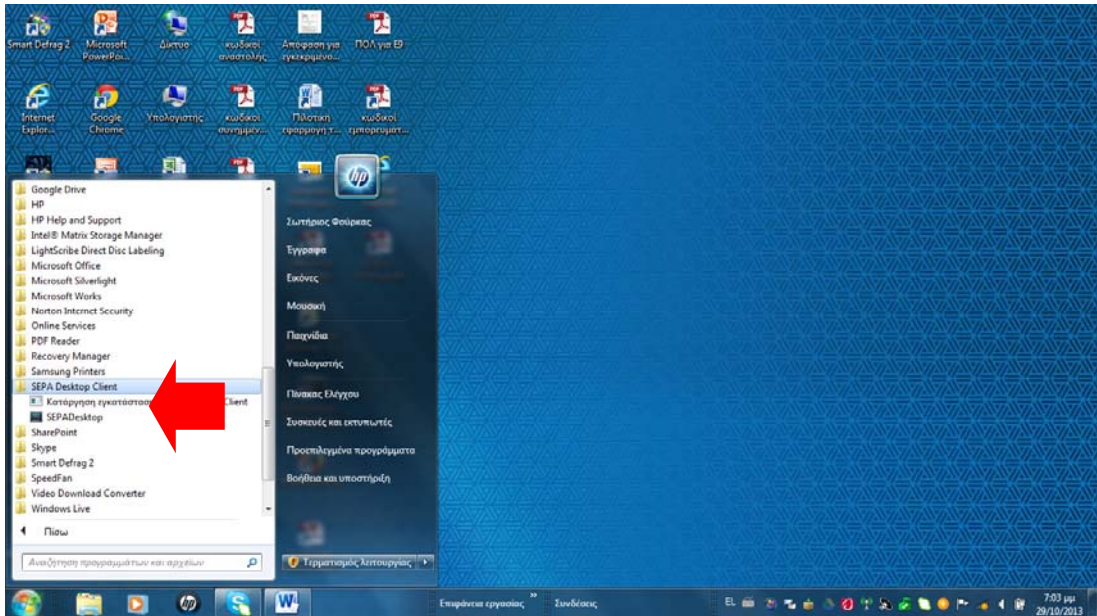 Smart Defrag 2
Microsoft PowerPoi...
Δίκτυο
κωδικοί αναστολής
Απόφαση για εγκεκριμένο...
ΠΟΛ για Ε9
Internet Explor...
Google Chrome
Υπολογιστής
κωδικοί συνημμέν...
Πιλοτική εφαρμογή τ...
κωδικοί εμπορευμάτ...
Google Drive
HP
HP Help and Support
Intel® Matrix Storage Manager
LightScribe Direct Disc Labeling
Microsoft Office
Microsoft Silverlight
Microsoft Works
Norton Internet Security
Online Services
PDF Reader
Recovery Manager
Samsung Printers
SEPA Desktop Client
Κατάργηση εγκατάστασ Client
SEPADesktop
SharePoint
Skype
Smart Defrag 2
SpeedFan
Video Download Converter
Windows Live
Πίσω
Αναζήτηση προγραμμάτων και αρχείων
hp
Σωτήριος Φούρκας
Έγγραφα
Εικόνες
Μουσική
Παιχνίδια
Υπολογιστής
Πίνακας Ελέγχου
Συσκευές και εκτυπωτές
Προεπιλεγμένα προγράμματα
Βοήθεια και υποστήριξη
Τερματισμός λειτουργίας
Επιφάνεια εργασίας
Συνδέσεις
EL
7:03 μμ
29/10/2013